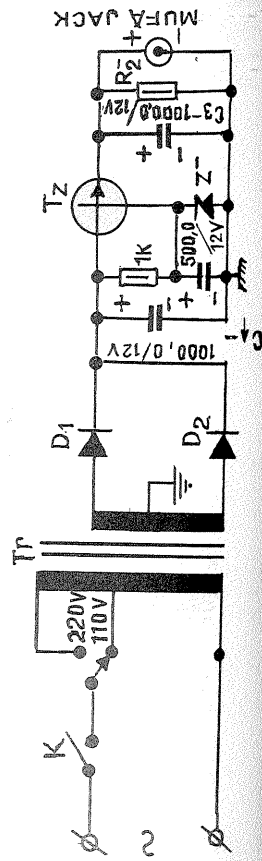 K
220V
110V
Tr
D1
D2
1000,0/12V
+
1K
+
-
500,0
/12V
Tz
Z
+
-
C3-1000,0/12V
R2
+
-
MUFA JACK